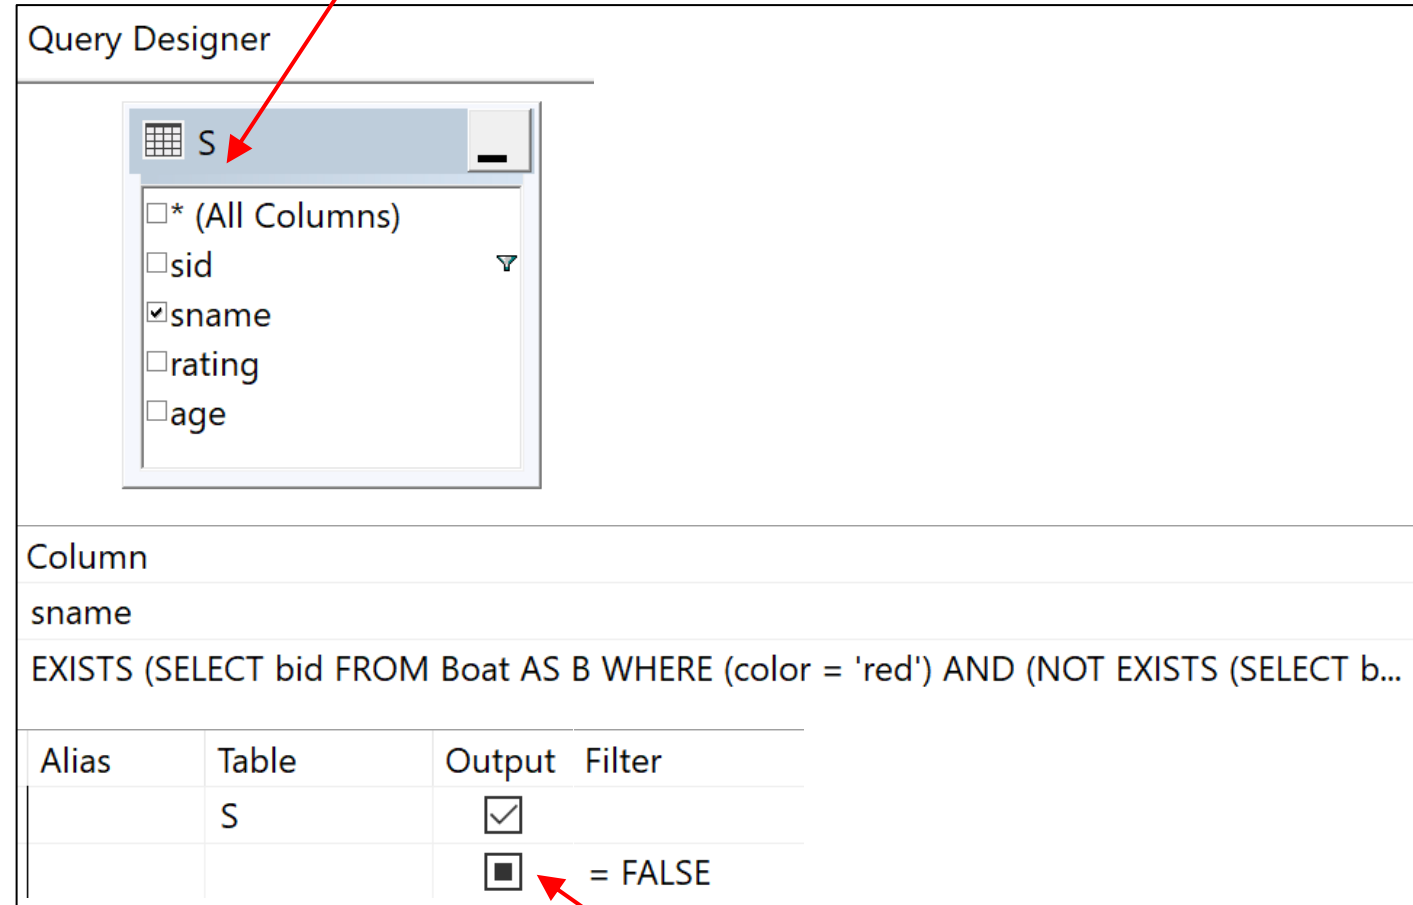 Query Designer
S
* (All Columns)
sid
sname
rating
age
Column
sname
EXISTS (SELECT bid FROM Boat AS B WHERE (color = 'red') AND (NOT EXISTS (SELECT b...
Alias Table Output Filter
S
= FALSE